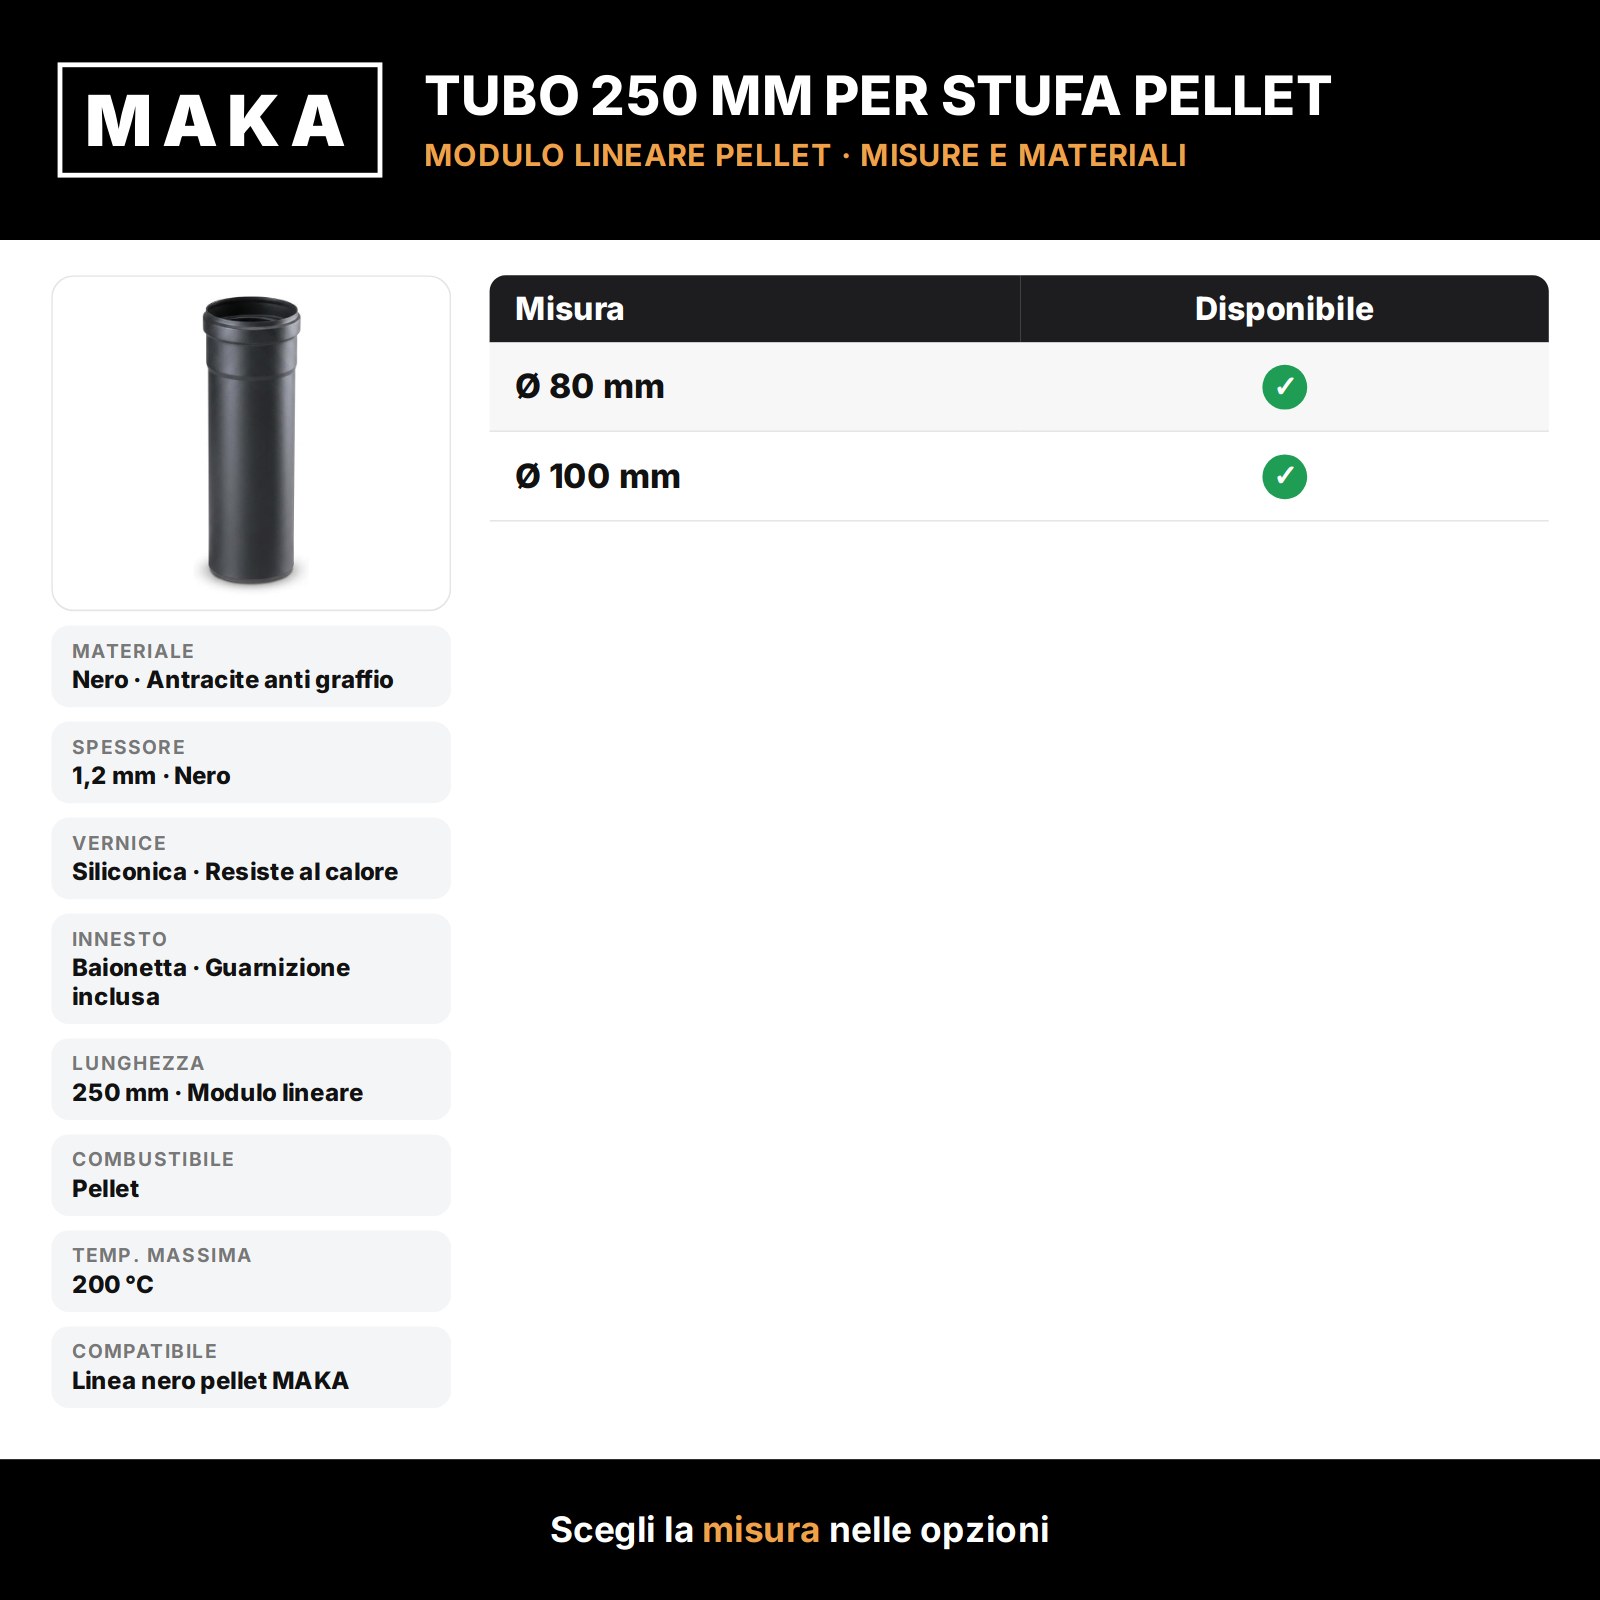 MAKA
TUBO 250 MM PER STUFA PELLET
MODULO LINEARE PELLET · MISURE E MATERIALI
Misura
Disponibile
Ø 80 mm
✓
Ø 100 mm
✓
MATERIALE
Nero · Antracite anti graffio
SPESSORE
1,2 mm · Nero
VERNICE
Siliconica · Resiste al calore
INNESTO
Baionetta · Guarnizione
inclusa
LUNGHEZZA
250 mm · Modulo lineare
COMBUSTIBILE
Pellet
TEMP. MASSIMA
200 °C
COMPATIBILE
Linea nero pellet MAKA
Scegli la misura nelle opzioni